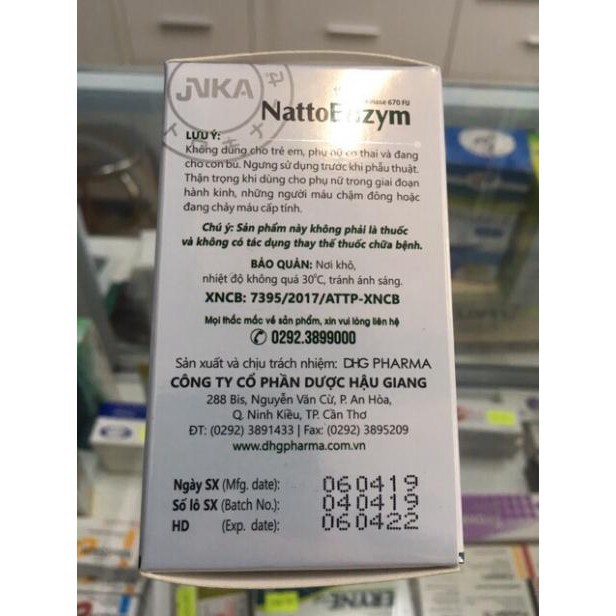 JVKA
NattoEnzym
670 FU
LƯU Ý:
Không dùng cho trẻ em, phụ nữ có thai và đang
cho con bú. Ngưng sử dụng trước khi phẫu thuật.
Thận trọng khi dùng cho phụ nữ trong giai đoạn
hành kinh, những người máu chậm đông hoặc
đang chảy máu cấp tính.
Chú ý: Sản phẩm này không phải là thuốc
và không có tác dụng thay thế thuốc chữa bệnh.
BẢO QUẢN: Nơi khô,
nhiệt độ không quá 30°C, tránh ánh sáng.
XNCB: 7395/2017/ATTP-XNCB
Mọi thắc mắc về sản phẩm, xin vui lòng liên hệ
0292.3899000
Sản xuất và chịu trách nhiệm: DHG PHARMA
CÔNG TY CỔ PHẦN DƯỢC HẬU GIANG
288 Bis, Nguyễn Văn Cừ, P. An Hòa,
Q. Ninh Kiều, TP. Cần Thơ
ĐT: (0292) 3891433 | Fax: (0292) 3895209
www.dhgpharma.com.vn
Ngày SX (Mfg. date): 060419
Số lô SX (Batch No.): 040419
HD (Exp. date): 060422